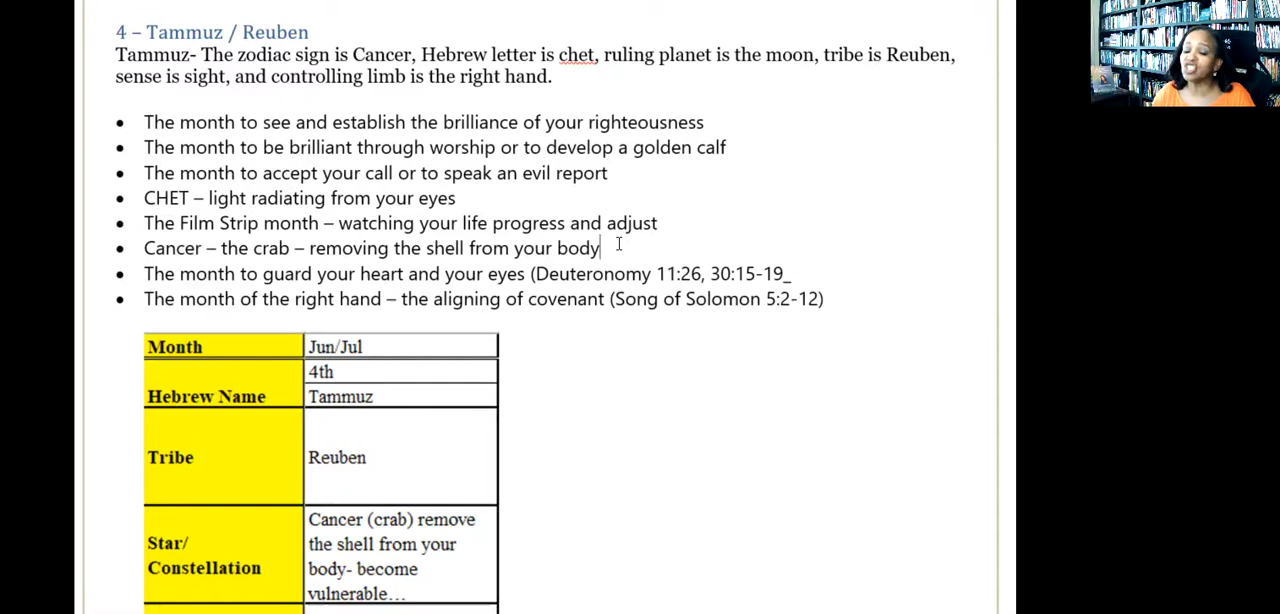 4 – Tammuz / Reuben
Tammuz- The zodiac sign is Cancer, Hebrew letter is chet, ruling planet is the moon, tribe is Reuben,
sense is sight, and controlling limb is the right hand.
• The month to see and establish the brilliance of your righteousness
• The month to be brilliant through worship or to develop a golden calf
• The month to accept your call or to speak an evil report
• CHET – light radiating from your eyes
• The Film Strip month – watching your life progress and adjust
• Cancer – the crab – removing the shell from your body
• The month to guard your heart and your eyes (Deuteronomy 11:26, 30:15-19_
• The month of the right hand – the aligning of covenant (Song of Solomon 5:2-12)
Month Jun/Jul
4th
Hebrew Name Tammuz
Tribe Reuben
Star/
Constellation
Cancer (crab) remove
the shell from your
body- become
vulnerable…